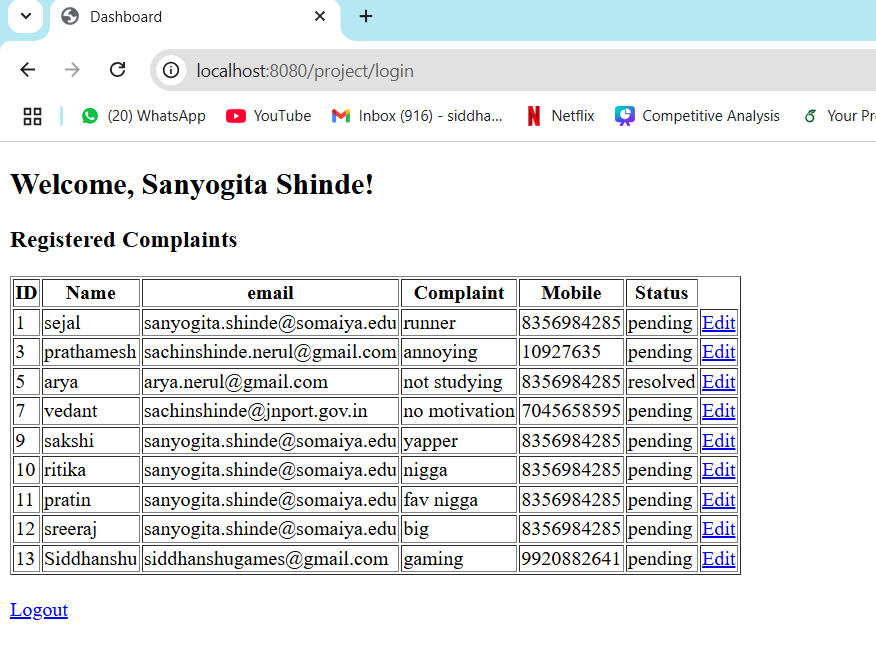 Dashboard
localhost:8080/project/login
(20) WhatsApp YouTube Inbox (916) - siddha... Netflix Competitive Analysis Your Pr
Welcome, Sanyogita Shinde!
Registered Complaints
ID Name email Complaint Mobile Status
1 sejal sanyogita.shinde@somaiya.edu runner 8356984285 pending Edit
3 prathamesh sachinshinde.nerul@gmail.com annoying 10927635 pending Edit
5 arya arya.nerul@gmail.com not studying 8356984285 resolved Edit
7 vedant sachinshinde@jnport.gov.in no motivation 7045658595 pending Edit
9 sakshi sanyogita.shinde@somaiya.edu yapper 8356984285 pending Edit
10 ritika sanyogita.shinde@somaiya.edu nigga 8356984285 pending Edit
11 pratin sanyogita.shinde@somaiya.edu fav nigga 8356984285 pending Edit
12 sreeraj sanyogita.shinde@somaiya.edu big 8356984285 pending Edit
13 Siddhanshu siddhanshugames@gmail.com gaming 9920882641 pending Edit
Logout